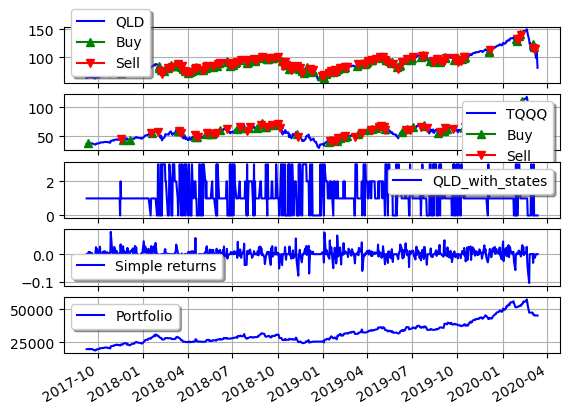 150
100
QLD
Buy
Sell
100
50
TQQQ
Buy
Sell
2
0
QLD_with_states
0.0
−0.1
Simple returns
50000
25000
Portfolio
2017-10
2018-01
2018-04
2018-07
2018-10
2019-01
2019-04
2019-07
2019-10
2020-01
2020-04